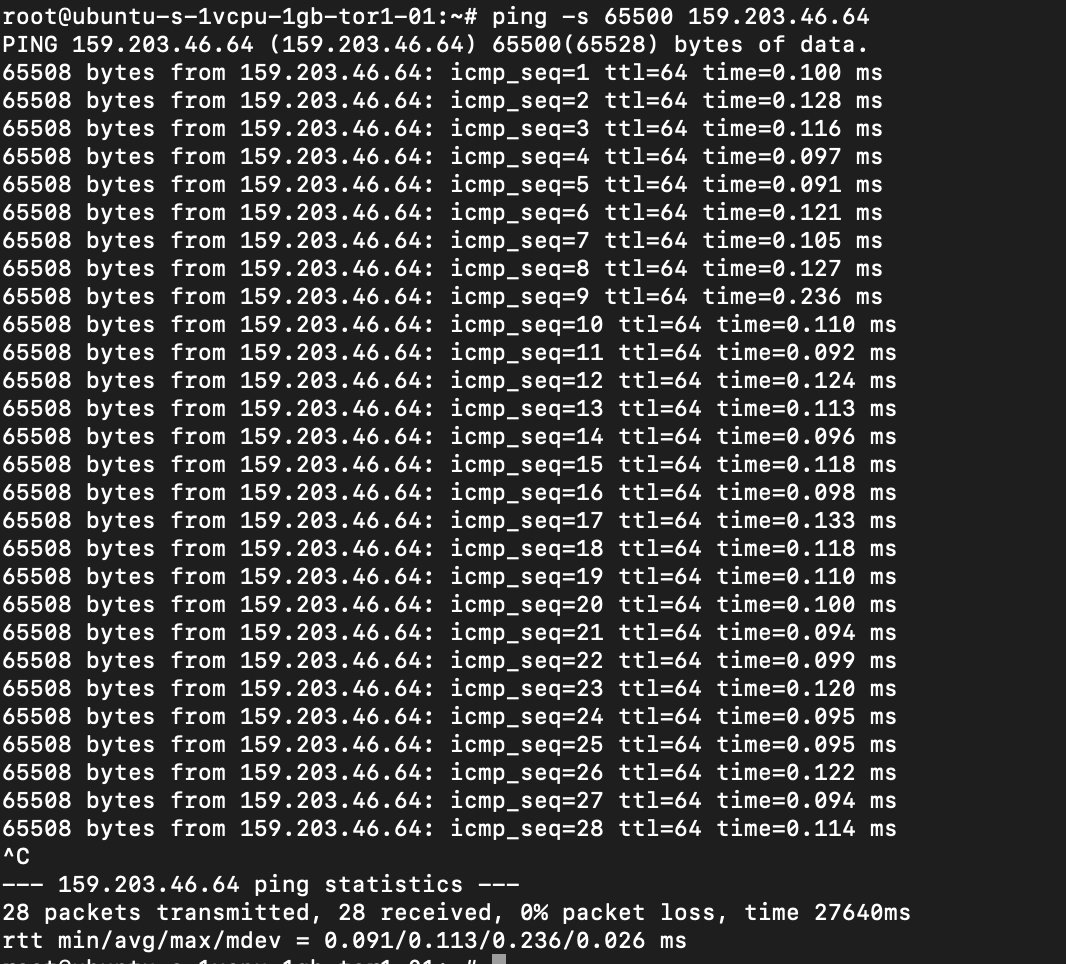 root@ubuntu-s-1vcpu-1gb-tor1-01:~# ping -s 65500 159.203.46.64
PING 159.203.46.64 (159.203.46.64) 65500(65528) bytes of data.
65508 bytes from 159.203.46.64: icmp_seq=1 ttl=64 time=0.100 ms
65508 bytes from 159.203.46.64: icmp_seq=2 ttl=64 time=0.128 ms
65508 bytes from 159.203.46.64: icmp_seq=3 ttl=64 time=0.116 ms
65508 bytes from 159.203.46.64: icmp_seq=4 ttl=64 time=0.097 ms
65508 bytes from 159.203.46.64: icmp_seq=5 ttl=64 time=0.091 ms
65508 bytes from 159.203.46.64: icmp_seq=6 ttl=64 time=0.121 ms
65508 bytes from 159.203.46.64: icmp_seq=7 ttl=64 time=0.105 ms
65508 bytes from 159.203.46.64: icmp_seq=8 ttl=64 time=0.127 ms
65508 bytes from 159.203.46.64: icmp_seq=9 ttl=64 time=0.236 ms
65508 bytes from 159.203.46.64: icmp_seq=10 ttl=64 time=0.110 ms
65508 bytes from 159.203.46.64: icmp_seq=11 ttl=64 time=0.092 ms
65508 bytes from 159.203.46.64: icmp_seq=12 ttl=64 time=0.124 ms
65508 bytes from 159.203.46.64: icmp_seq=13 ttl=64 time=0.113 ms
65508 bytes from 159.203.46.64: icmp_seq=14 ttl=64 time=0.096 ms
65508 bytes from 159.203.46.64: icmp_seq=15 ttl=64 time=0.118 ms
65508 bytes from 159.203.46.64: icmp_seq=16 ttl=64 time=0.098 ms
65508 bytes from 159.203.46.64: icmp_seq=17 ttl=64 time=0.133 ms
65508 bytes from 159.203.46.64: icmp_seq=18 ttl=64 time=0.118 ms
65508 bytes from 159.203.46.64: icmp_seq=19 ttl=64 time=0.110 ms
65508 bytes from 159.203.46.64: icmp_seq=20 ttl=64 time=0.100 ms
65508 bytes from 159.203.46.64: icmp_seq=21 ttl=64 time=0.094 ms
65508 bytes from 159.203.46.64: icmp_seq=22 ttl=64 time=0.099 ms
65508 bytes from 159.203.46.64: icmp_seq=23 ttl=64 time=0.120 ms
65508 bytes from 159.203.46.64: icmp_seq=24 ttl=64 time=0.095 ms
65508 bytes from 159.203.46.64: icmp_seq=25 ttl=64 time=0.095 ms
65508 bytes from 159.203.46.64: icmp_seq=26 ttl=64 time=0.122 ms
65508 bytes from 159.203.46.64: icmp_seq=27 ttl=64 time=0.094 ms
65508 bytes from 159.203.46.64: icmp_seq=28 ttl=64 time=0.114 ms
^C
--- 159.203.46.64 ping statistics ---
28 packets transmitted, 28 received, 0% packet loss, time 27640ms
rtt min/avg/max/mdev = 0.091/0.113/0.236/0.026 ms